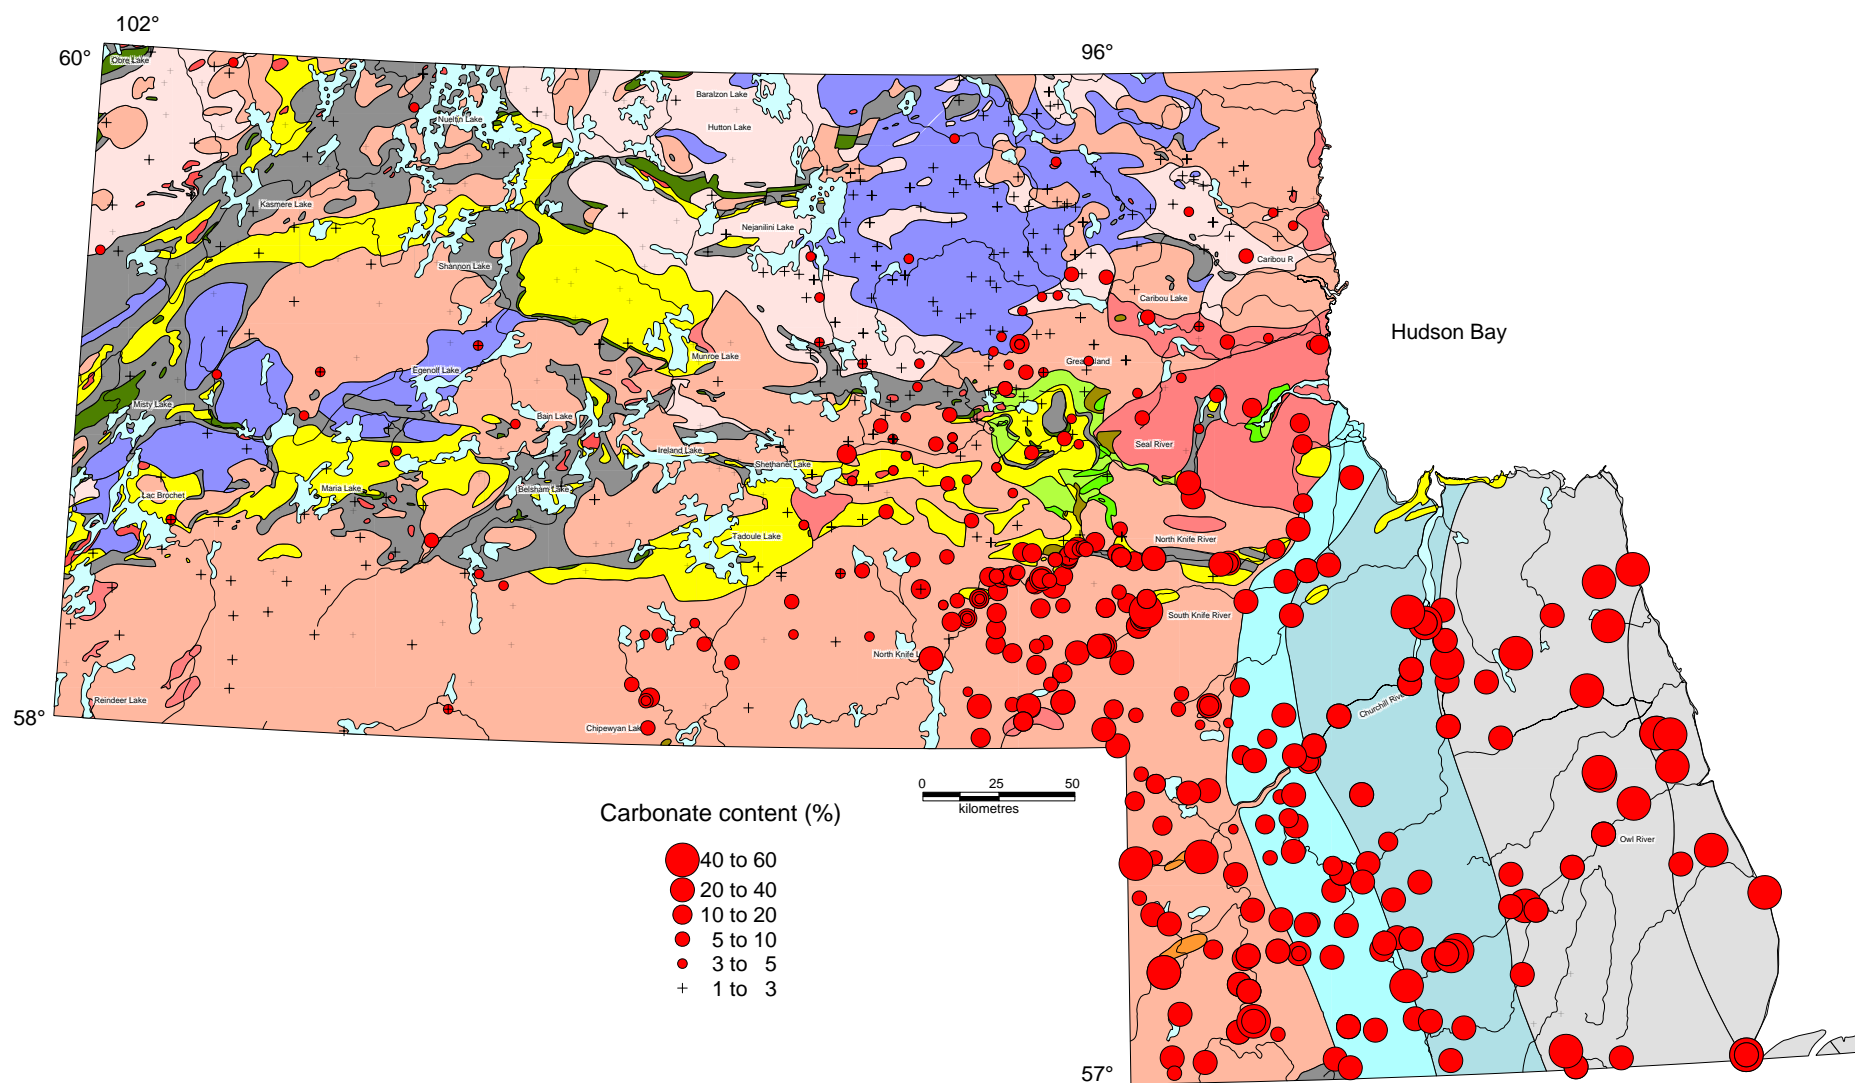 102°
96°
60°
Obre Lake
Baralzon Lake
Nueltin Lake
Hutton Lake
Kasmere Lake
Nejanilini Lake
Caribou R
Shannon Lake
Caribou Lake
Hudson Bay
Munroe Lake
Egenolf Lake
Misty Lake
Bain Lake
Seal River
Ireland Lake
Shethanei Lake
Lac Brochet
Maria Lake
Belsham Lake
Tadoule Lake
North Knife River
South Knife River
North Knife L
Reindeer Lake
Churchill River
58°
Chipewyan Lake
0 25 50
kilometres
Carbonate content (%)
40 to 60
20 to 40
10 to 20
5 to 10
3 to 5
1 to 3
Owl River
57°